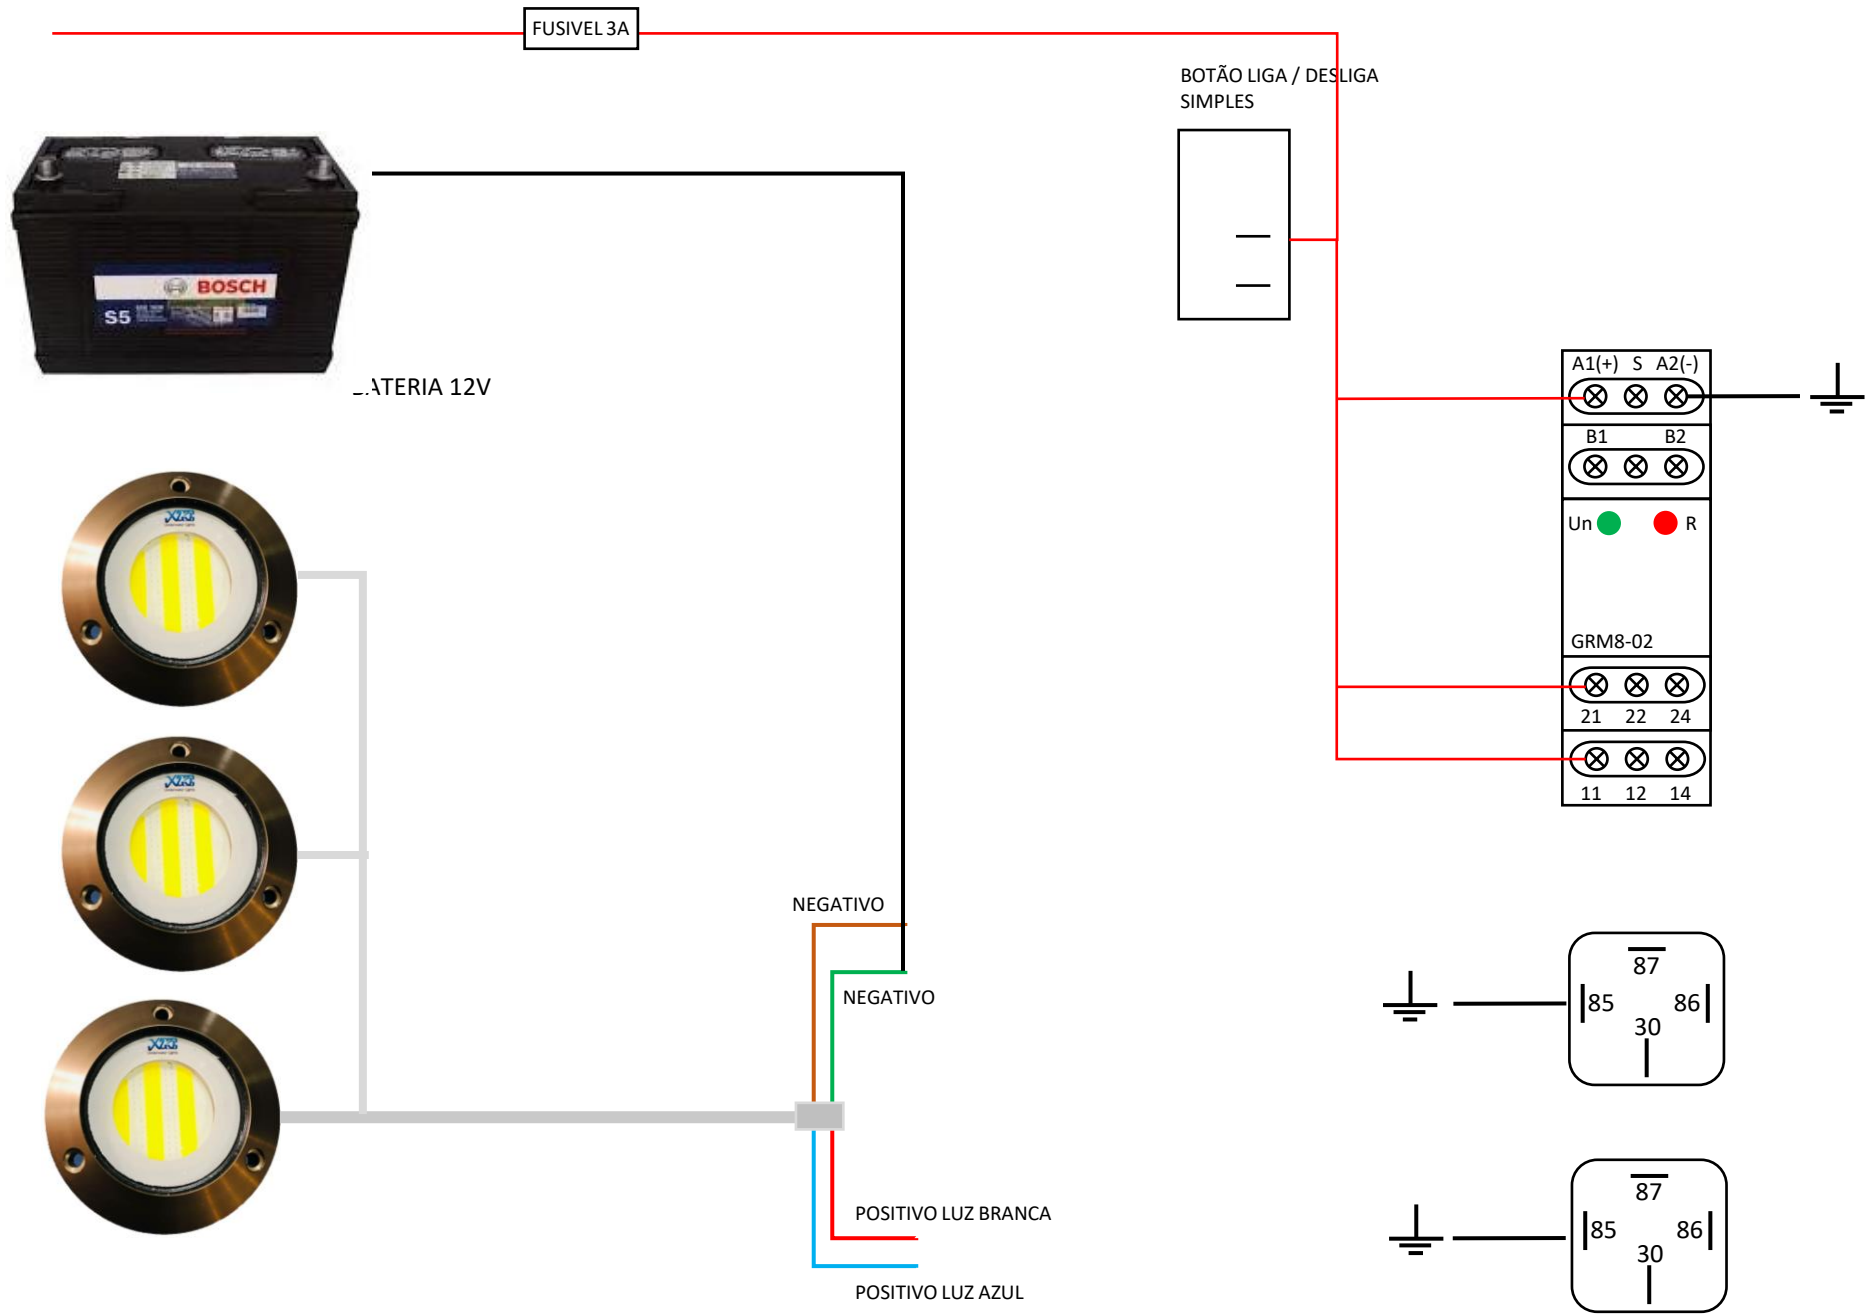 FUSIVEL 3A
BOTÃO LIGA / DESLIGA
SIMPLES
BOSCH
S5
ATERIA 12V
A1(+) S A2(-)
B1 B2
Un R
GRM8-02
21 22 24
11 12 14
NEGATIVO
NEGATIVO
87
85 86
30
POSITIVO LUZ BRANCA
POSITIVO LUZ AZUL
87
85 86
30